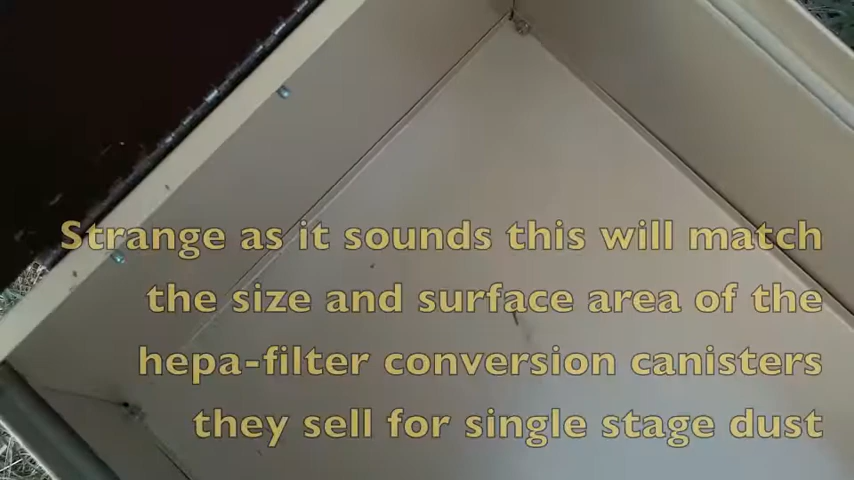 Strange as it sounds this will match
the size and surface area of the
hepa-filter conversion canisters
they sell for single stage dust